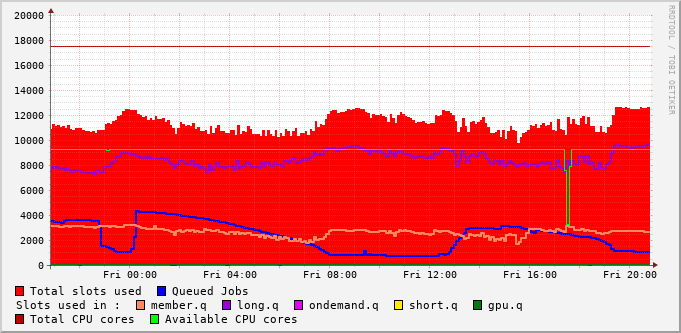 RRDTOOL / TOBI OETIKER
20000
18000
16000
14000
12000
10000
8000
6000
4000
2000
0
Fri 00:00 Fri 04:00 Fri 08:00 Fri 12:00 Fri 16:00 Fri 20:00
Total slots used Queued Jobs
Slots used in : member.q long.q ondemand.q short.q gpu.q
Total CPU cores Available CPU cores